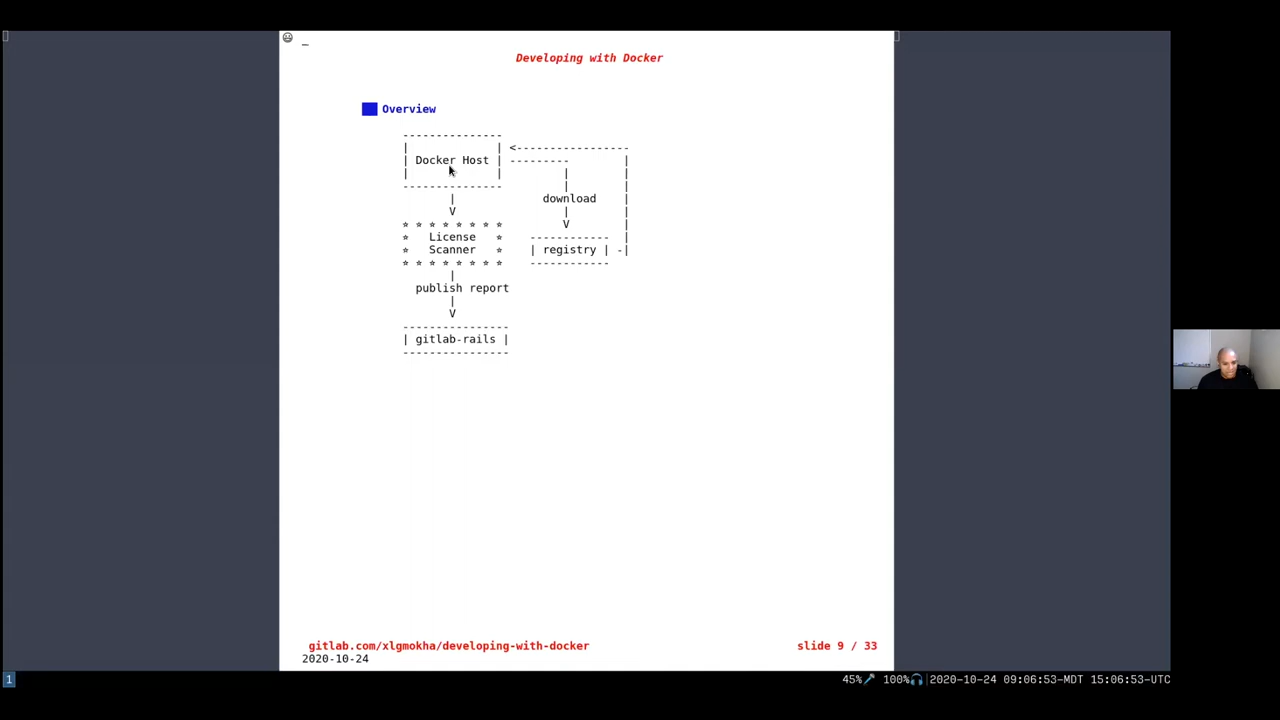 Developing with Docker
Overview
Docker Host
download
License
Scanner
registry
publish report
gitlab-rails
gitlab.com/xlgmokha/developing-with-docker
slide 9 / 33
2020-10-24
1
45% 100% |2020-10-24 09:06:53-MDT 15:06:53-UTC